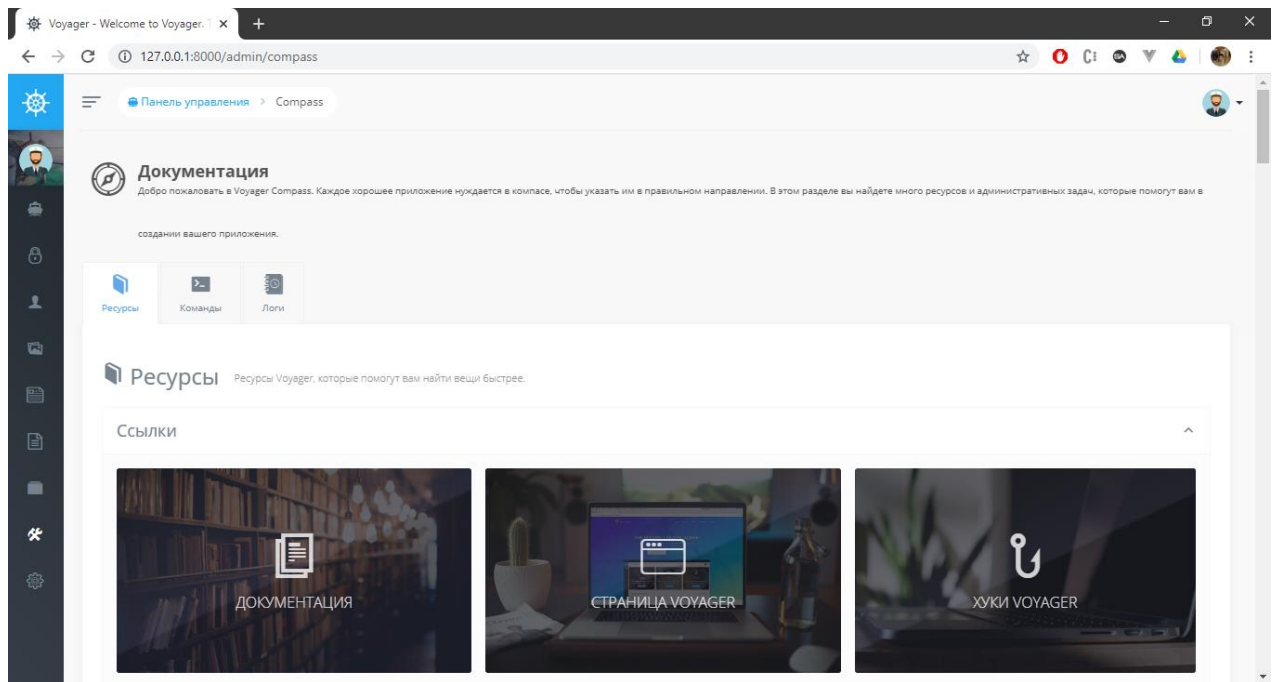 Voyager - Welcome to Voyager. T
127.0.0.1:8000/admin/compass
Панель управления > Compass
Документация
Добро пожаловать в Voyager Compass. Каждое хорошее приложение нуждается в компасе, чтобы указать им в правильном направлении. В этом разделе вы найдете много ресурсов и административных задач, которые помогут вам в
создании вашего приложения.
Ресурсы Команды Логи
Ресурсы Ресурсы Voyager, которые помогут вам найти вещи быстрее.
Ссылки
ДОКУМЕНТАЦИЯ СТРАНИЦА VOYAGER ХУКИ VOYAGER